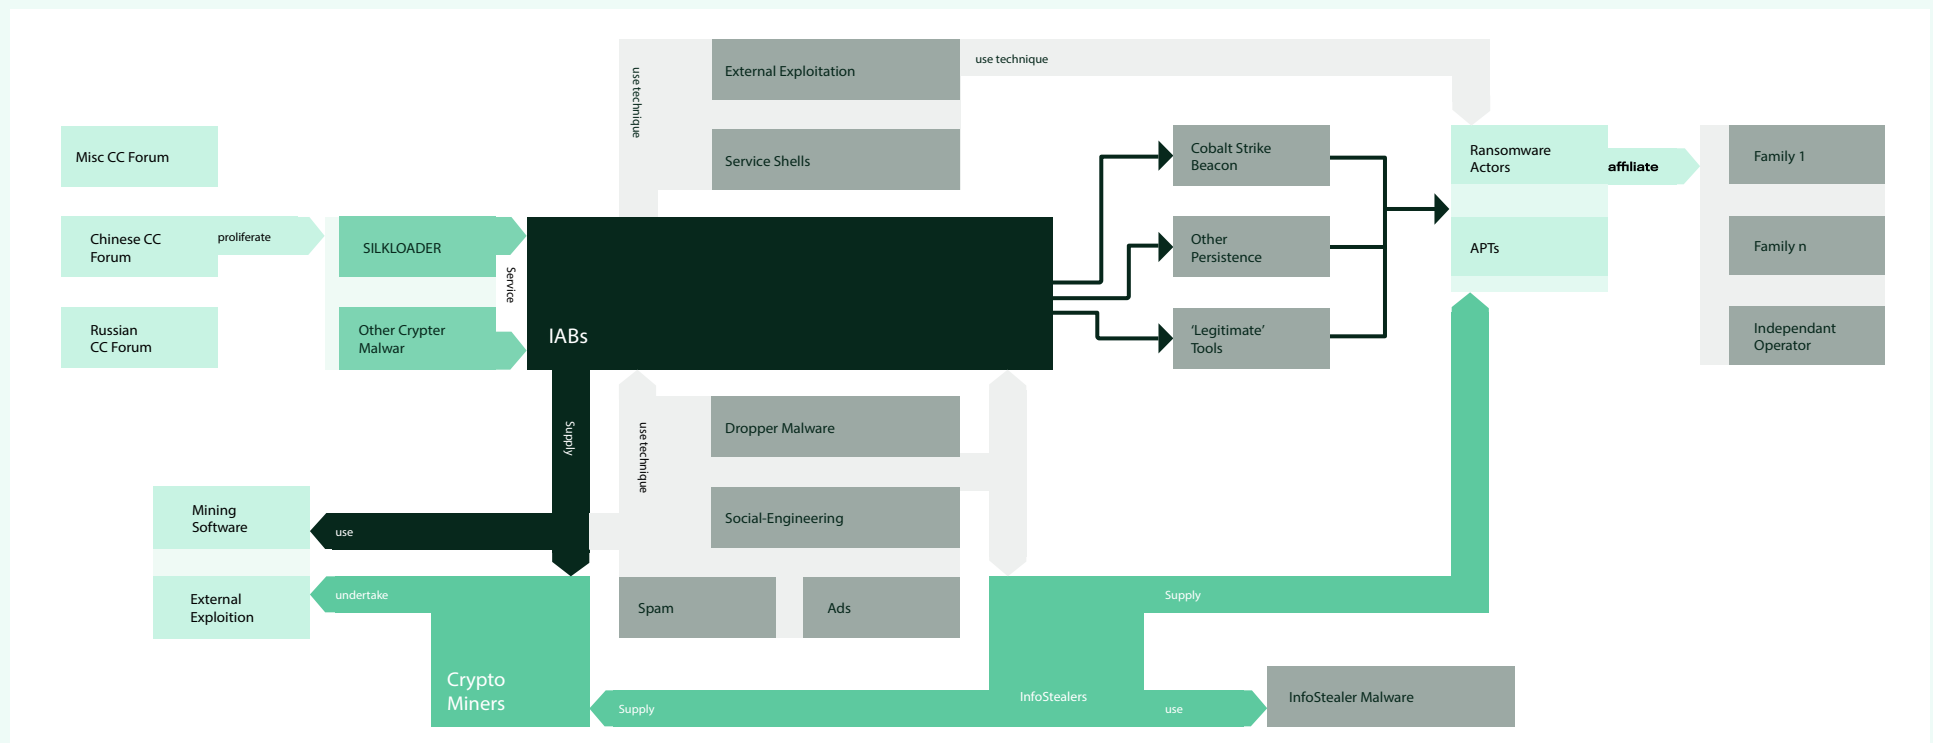 External Exploitation
use technique
use technique
Service Shells
Misc CC Forum
Chinese CC
Forum
proliferate
Russian
CC Forum
SILKLOADER
Service
Other Crypter
Malwar
IABs
Cobalt Strike
Beacon
Other
Persistence
‘Legitimate’
Tools
Ransomware
Actors
affiliate
APTs
Family 1
Family n
Independant
Operator
Supply
use technique
Dropper Malware
Social-Engineering
Spam
Ads
Mining
Software
use
External
Exploition
undertake
Crypto
Miners
Supply
InfoStealers
Supply
use
InfoStealer Malware